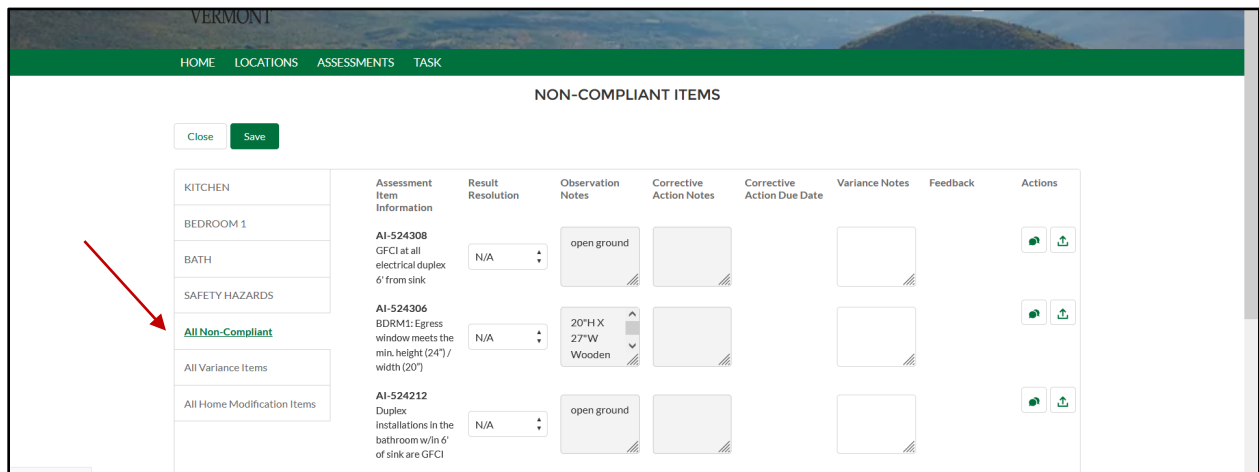 VERMONT
HOME LOCATIONS ASSESSMENTS TASK
NON-COMPLIANT ITEMS
Close Save
KITCHEN
BEDROOM 1
BATH
SAFETY HAZARDS
All Non-Compliant
All Variance Items
All Home Modification Items
Assessment
Item
Information
Result
Resolution
Observation
Notes
Corrective
Action Notes
Corrective
Action Due Date
Variance Notes
Feedback
Actions
AI-524308
GFCI at all
electrical duplex
6' from sink
N/A
open ground
AI-524306
BDRM1: Egress
window meets the
min. height (24") /
width (20")
N/A
20"H X
27"W
Wooden
AI-524212
Duplex
installations in the
bathroom w/in 6'
of sink are GFCI
N/A
open ground